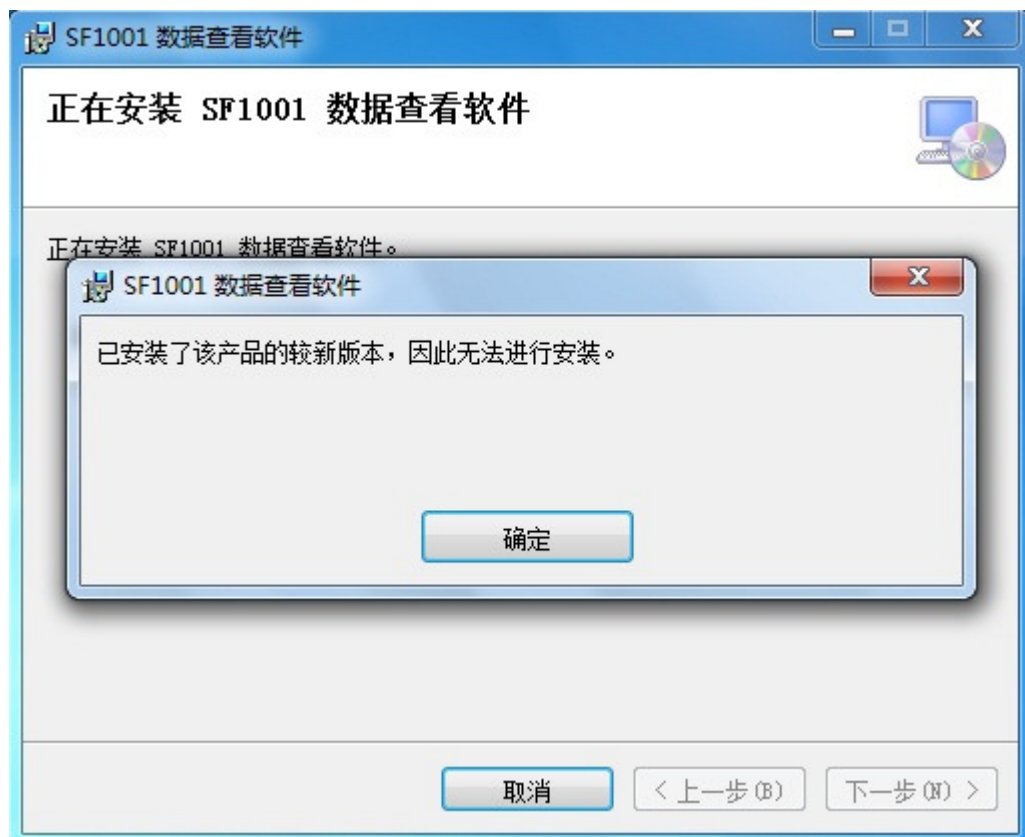 SF1001 数据查看软件
正在安装 SF1001 数据查看软件
正在安装 SF1001 数据查看软件。
SF1001 数据查看软件
已安装了该产品的较新版本，因此无法进行安装。
确定
取消
< 上一步(B)
下一步(N) >